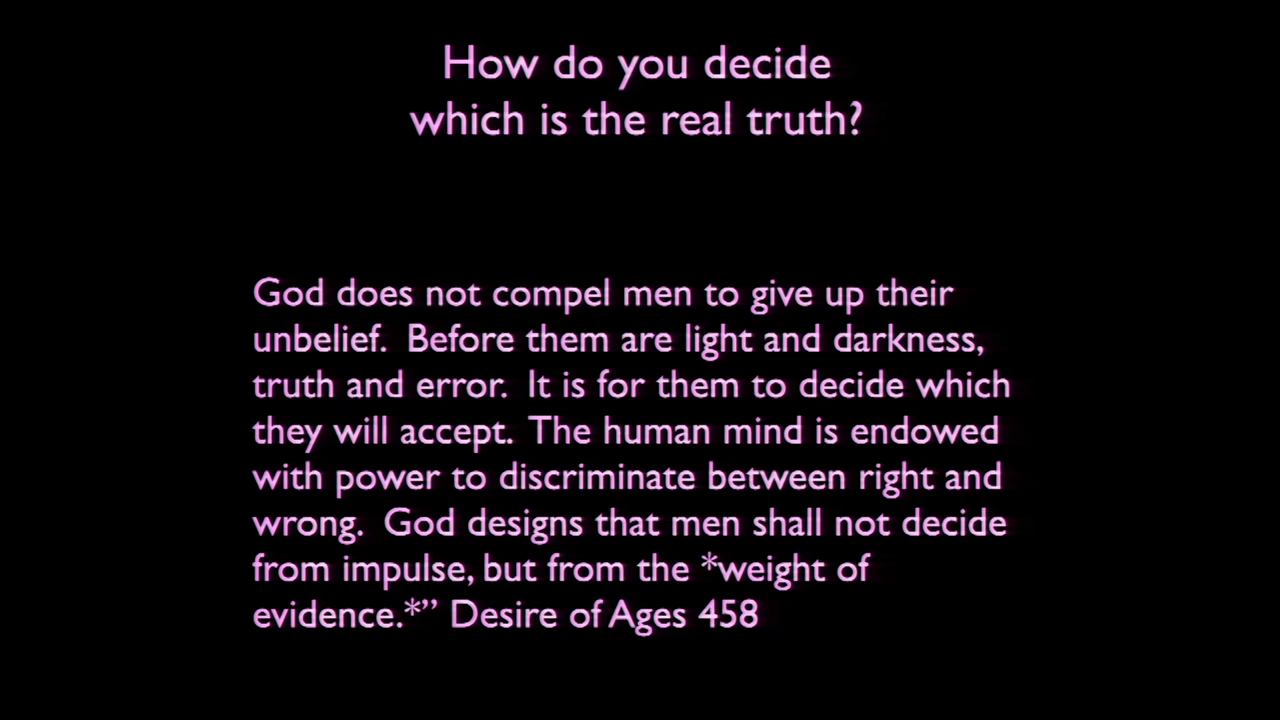 How do you decide
which is the real truth?
God does not compel men to give up their
unbelief.  Before them are light and darkness,
truth and error.  It is for them to decide which
they will accept.  The human mind is endowed
with power to discriminate between right and
wrong.  God designs that men shall not decide
from impulse, but from the *weight of
evidence.*” Desire of Ages 458